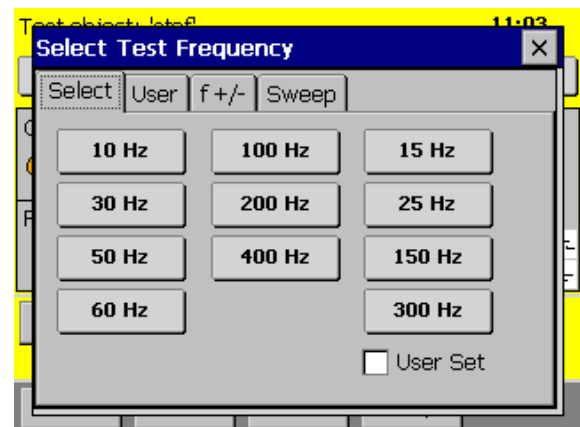 Test object: 'etef'
11:03
Select Test Frequency
Select User f +/- Sweep
10 Hz 100 Hz 15 Hz
30 Hz 200 Hz 25 Hz
50 Hz 400 Hz 150 Hz
60 Hz 300 Hz
User Set